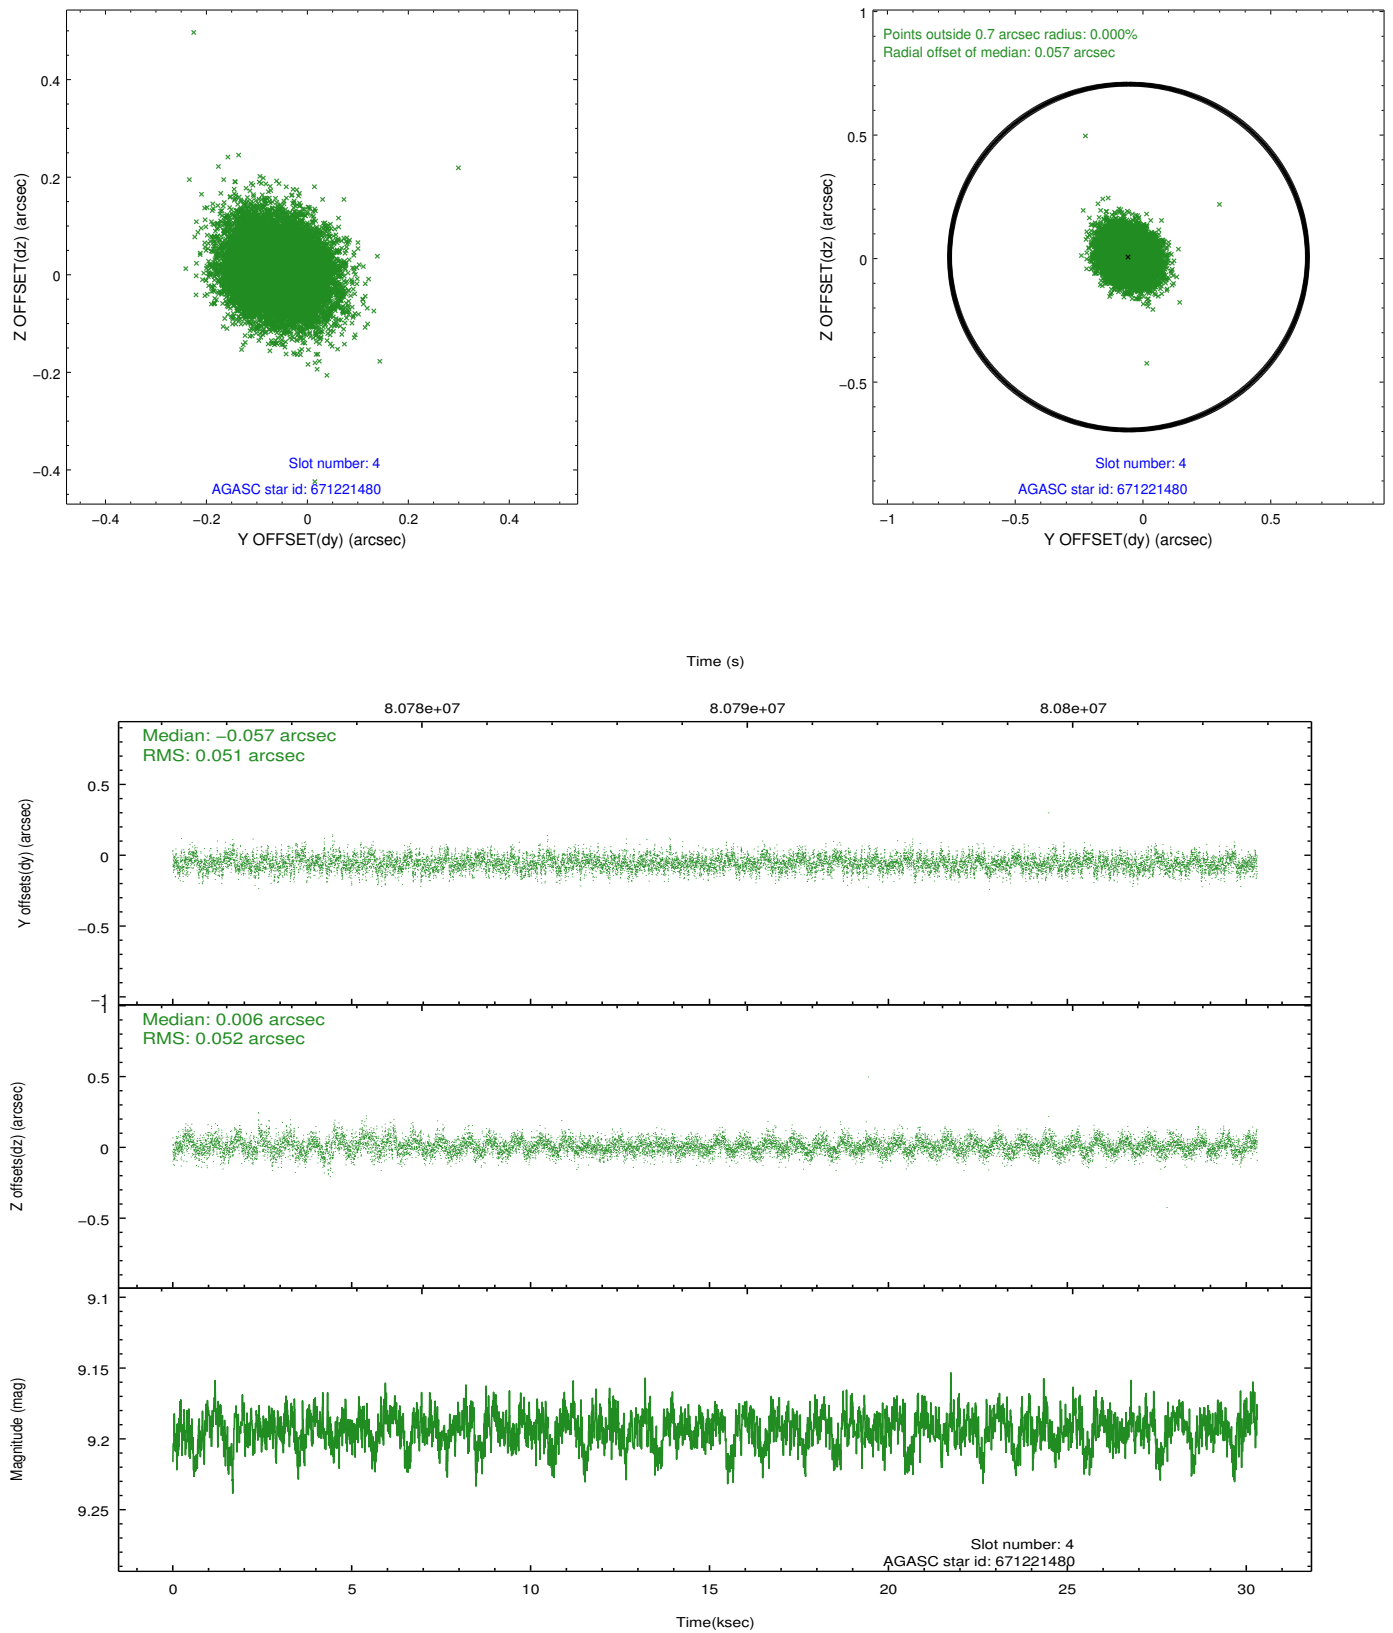 0.4
0.2
0
−0.2
−0.4
Z OFFSET(dz) (arcsec)
Slot number: 4
AGASC star id: 671221480
−0.4
−0.2
0
0.2
0.4
Y OFFSET(dy) (arcsec)
1
0.5
0
−0.5
Z OFFSET(dz) (arcsec)
Points outside 0.7 arcsec radius: 0.000%
Radial offset of median: 0.057 arcsec
Slot number: 4
AGASC star id: 671221480
−1
−0.5
0
0.5
Y OFFSET(dy) (arcsec)
Time (s)
8.078e+07
8.079e+07
8.08e+07
Median: −0.057 arcsec
RMS: 0.051 arcsec
0.5
0
−0.5
−1
Y offsets(dy) (arcsec)
Median: 0.006 arcsec
RMS: 0.052 arcsec
1
0.5
0
−0.5
Z offsets(dz) (arcsec)
9.1
9.15
9.2
9.25
Magnitude (mag)
Slot number: 4
AGASC star id: 671221480
0
5
10
15
20
25
30
Time(ksec)